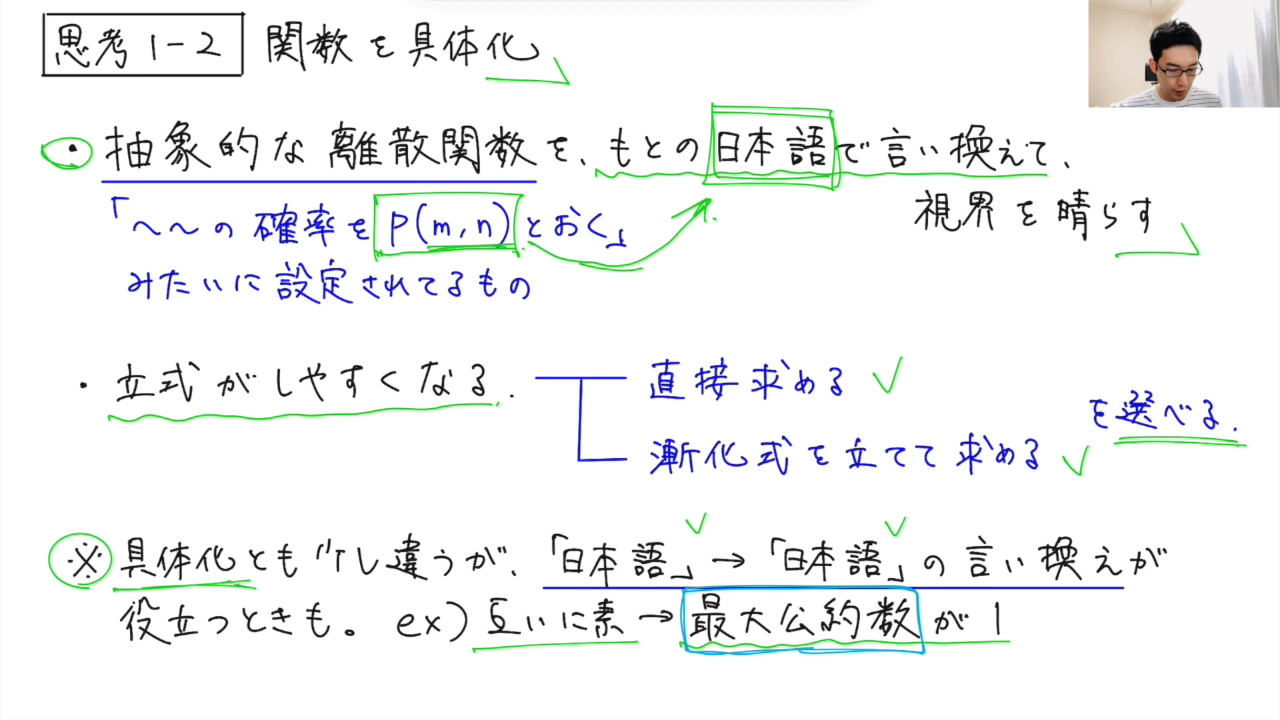 思考1-2 関数を具体化
・抽象的な離散関数を、もとの日本語で言い換えて、
視界を晴らす
「〜〜の確率をP(m,n)とおく」
みたいに設定されてるもの
・立式がしやすくなる. 直接求める
を選べる.
漸化式を立てて求める
※具体化とも少し違うが、「日本語」→「日本語」の言い換えが
役立つときも。ex)互いに素→最大公約数が1